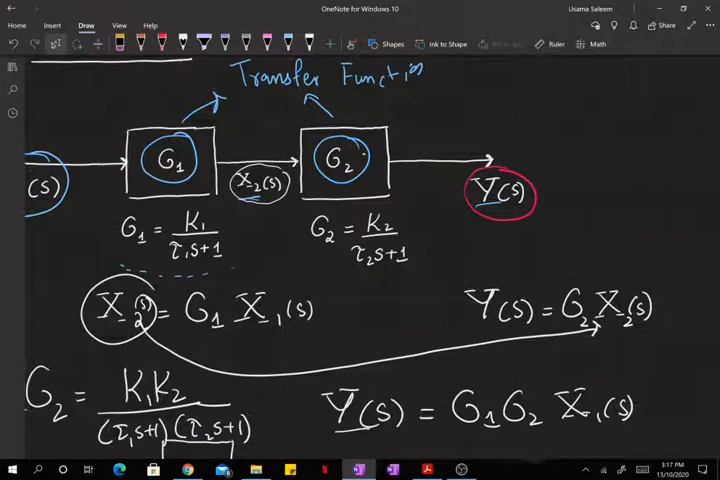 OneNote for Windows 10
Usama Saleem
Home Insert Draw View Help
Share
Shapes
Ink to Shape
Ruler
Math
Transfer Function
(s)
G₁
X₂(s)
G₂
Y(s)
G₁ = K₁/(τ₁s+1)
G₂ = K₂/(τ₂s+1)
X₂(s) = G₁ X₁(s)
Y(s) = G₂ X₂(s)
G₂ = K₁K₂/((τ₁s+1)(τ₂s+1))
Y(s) = G₁G₂ X₁(s)
3:17 PM
13/10/2020